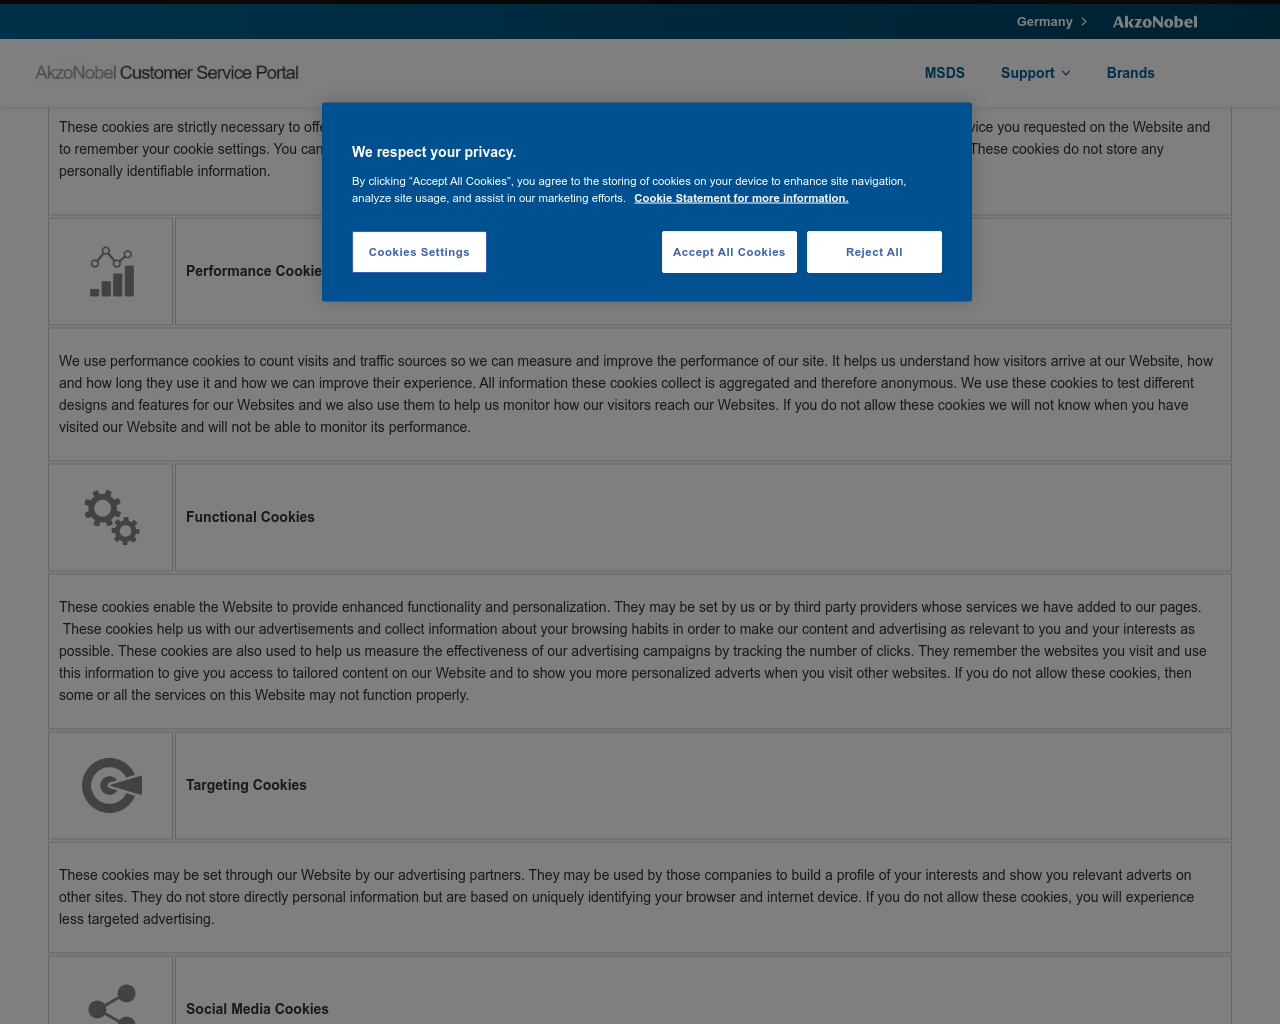 Germany
AkzoNobel
AkzoNobel Customer Service Portal
MSDS
Support
Brands
These cookies are strictly necessary to offe
vice you requested on the Website and
to remember your cookie settings. You can
These cookies do not store any
personally identifiable information.
We respect your privacy.
By clicking “Accept All Cookies”, you agree to the storing of cookies on your device to enhance site navigation,
analyze site usage, and assist in our marketing efforts. Cookie Statement for more information.
Cookies Settings
Accept All Cookies
Reject All
Performance Cookie
We use performance cookies to count visits and traffic sources so we can measure and improve the performance of our site. It helps us understand how visitors arrive at our Website, how
and how long they use it and how we can improve their experience. All information these cookies collect is aggregated and therefore anonymous. We use these cookies to test different
designs and features for our Websites and we also use them to help us monitor how our visitors reach our Websites. If you do not allow these cookies we will not know when you have
visited our Website and will not be able to monitor its performance.
Functional Cookies
These cookies enable the Website to provide enhanced functionality and personalization. They may be set by us or by third party providers whose services we have added to our pages.
These cookies help us with our advertisements and collect information about your browsing habits in order to make our content and advertising as relevant to you and your interests as
possible. These cookies are also used to help us measure the effectiveness of our advertising campaigns by tracking the number of clicks. They remember the websites you visit and use
this information to give you access to tailored content on our Website and to show you more personalized adverts when you visit other websites. If you do not allow these cookies, then
some or all the services on this Website may not function properly.
Targeting Cookies
These cookies may be set through our Website by our advertising partners. They may be used by those companies to build a profile of your interests and show you relevant adverts on
other sites. They do not store directly personal information but are based on uniquely identifying your browser and internet device. If you do not allow these cookies, you will experience
less targeted advertising.
Social Media Cookies